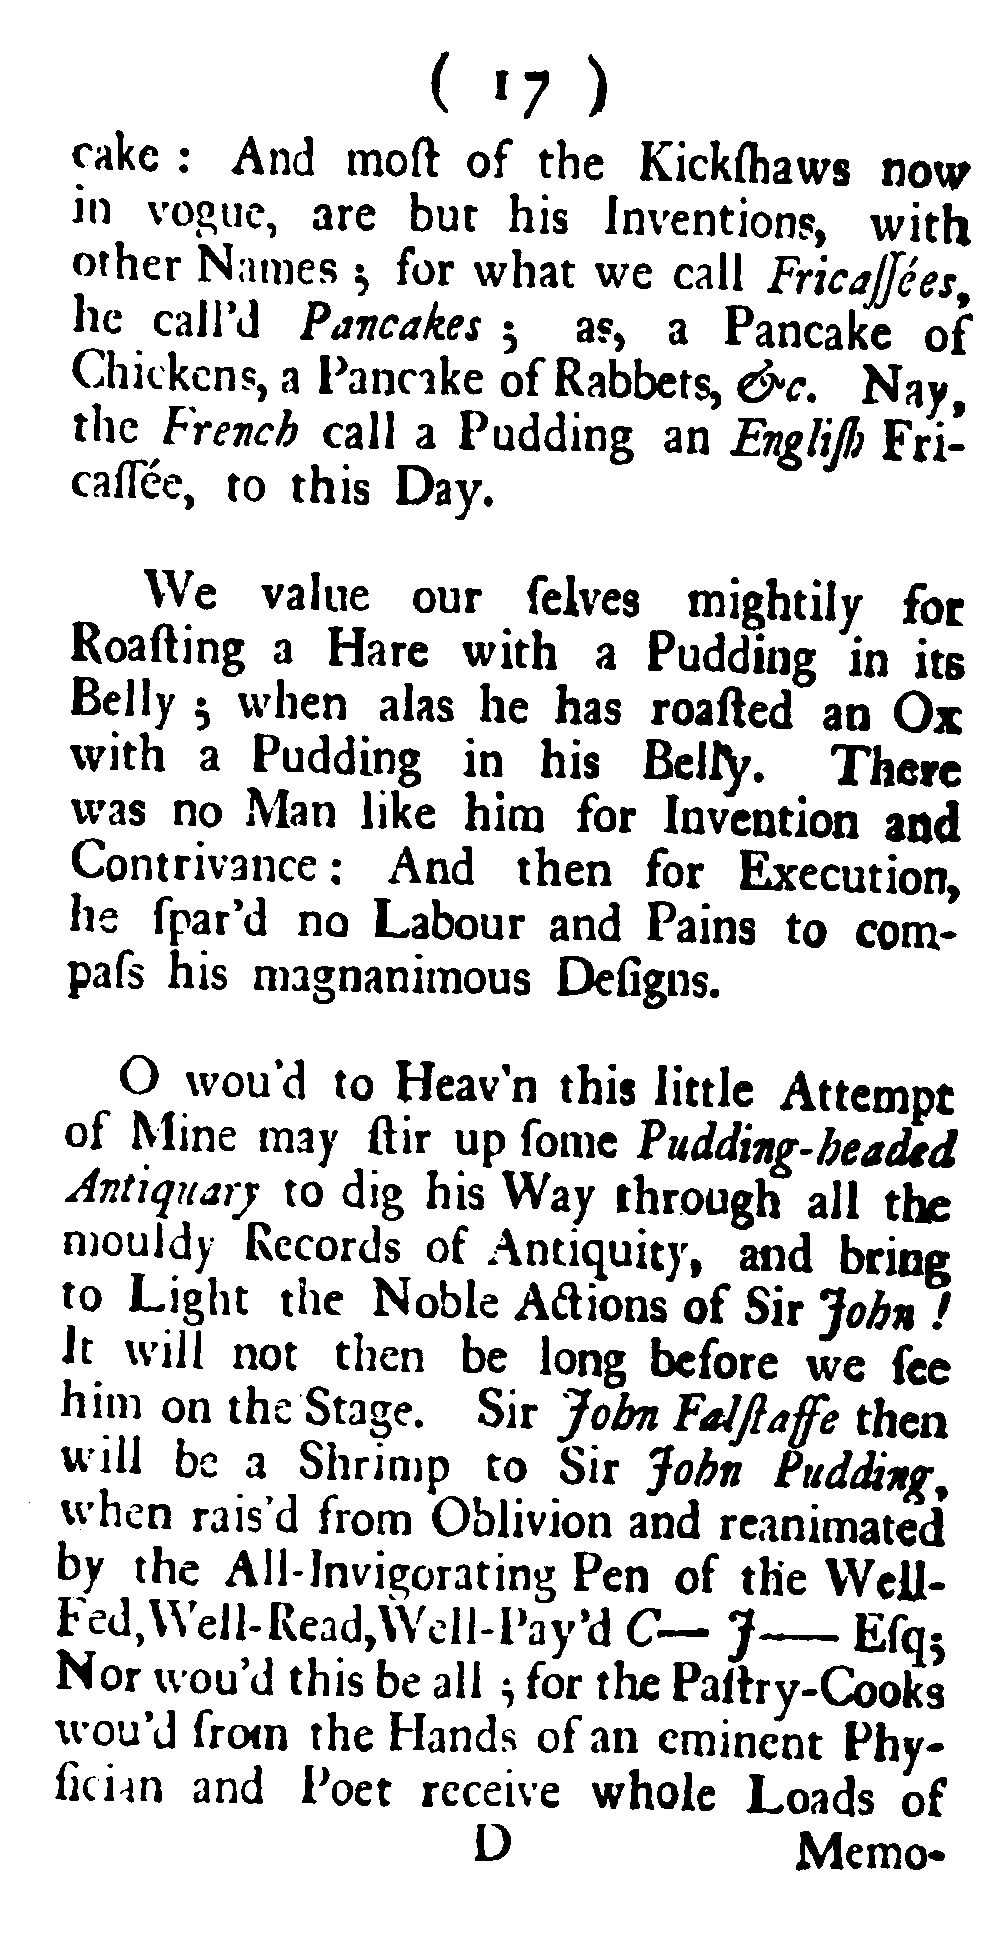 ( 17 )
cake : And moſt of the Kickſhaws now
in vogue, are but his Inventions, with
other Names ; for what we call Fricaſſées,
he call'd Pancakes ; as, a Pancake of
Chickens, a Pancake of Rabbets, &c. Nay,
the French call a Pudding an Engliſh Fri-
caſſée, to this Day.
We value our ſelves mightily for
Roaſting a Hare with a Pudding in its
Belly ; when alas he has roaſted an Ox
with a Pudding in his Belly. There
was no Man like him for Invention and
Contrivance : And then for Execution,
he ſpar'd no Labour and Pains to com-
paſs his magnanimous Deſigns.
O wou'd to Heav'n this little Attempt
of Mine may ſtir up ſome Pudding-headed
Antiquary to dig his Way through all the
mouldy Records of Antiquity, and bring
to Light the Noble Actions of Sir John !
It will not then be long before we ſee
him on the Stage. Sir John Falſtaffe then
will be a Shrimp to Sir John Pudding,
when rais'd from Oblivion and reanimated
by the All-Invigorating Pen of the Well-
Fed, Well-Read, Well-Pay'd C— J—— Eſq;
Nor wou'd this be all ; for the Paſtry-Cooks
wou'd from the Hands of an eminent Phy-
ſician and Poet receive whole Loads of
D Memo-